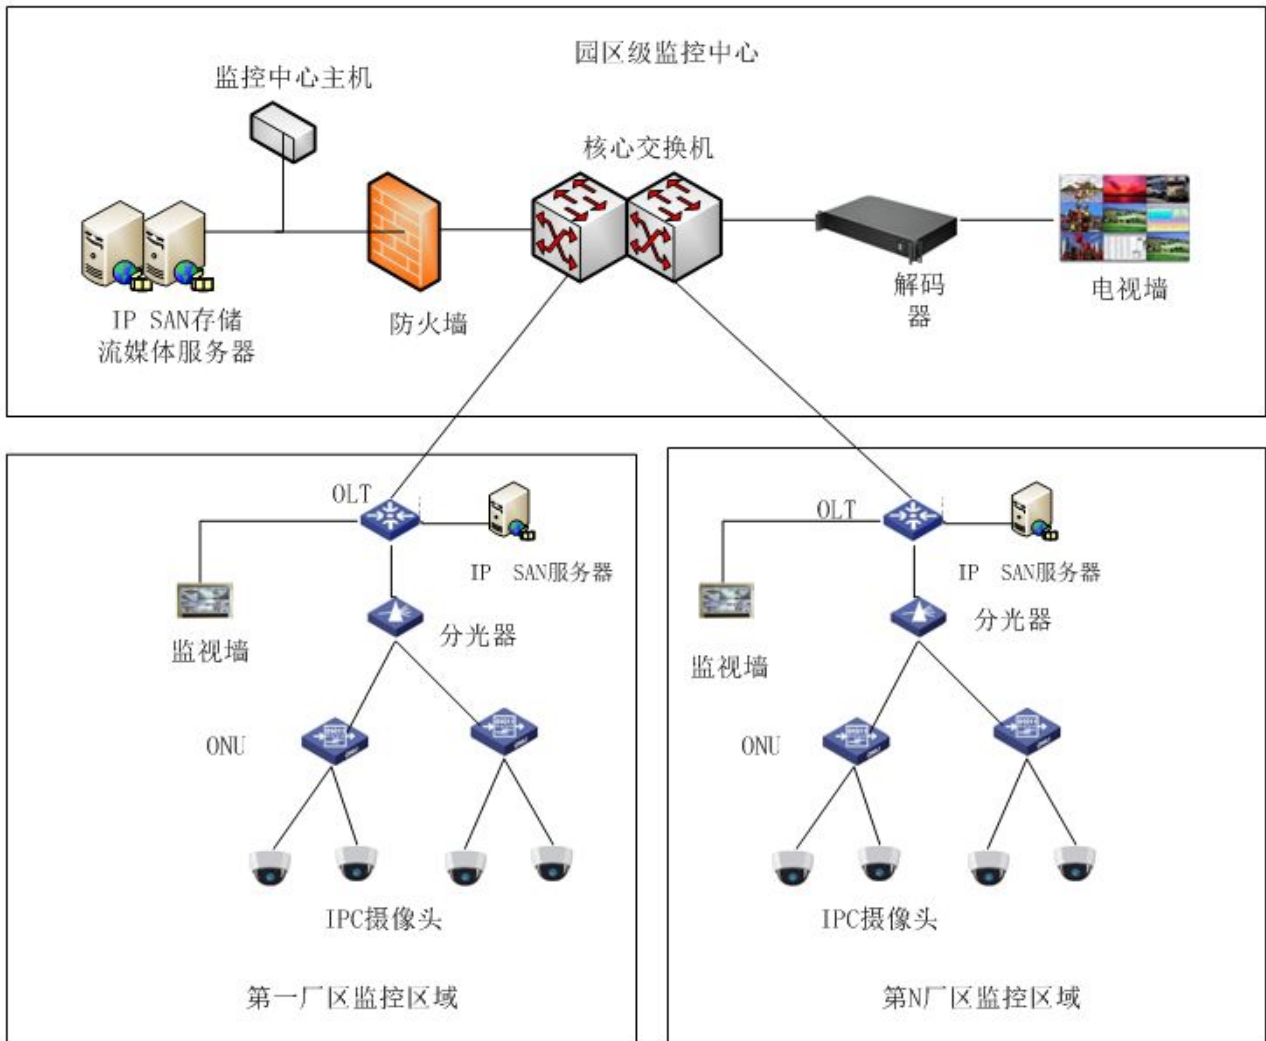 园区级监控中心
监控中心主机
核心交换机
IP SAN存储
流媒体服务器
防火墙
解码
器
电视墙
OLT
IP SAN服务器
监视墙
分光器
ONU
IPC摄像头
第一厂区监控区域
OLT
IP SAN服务器
监视墙
分光器
ONU
IPC摄像头
第N厂区监控区域